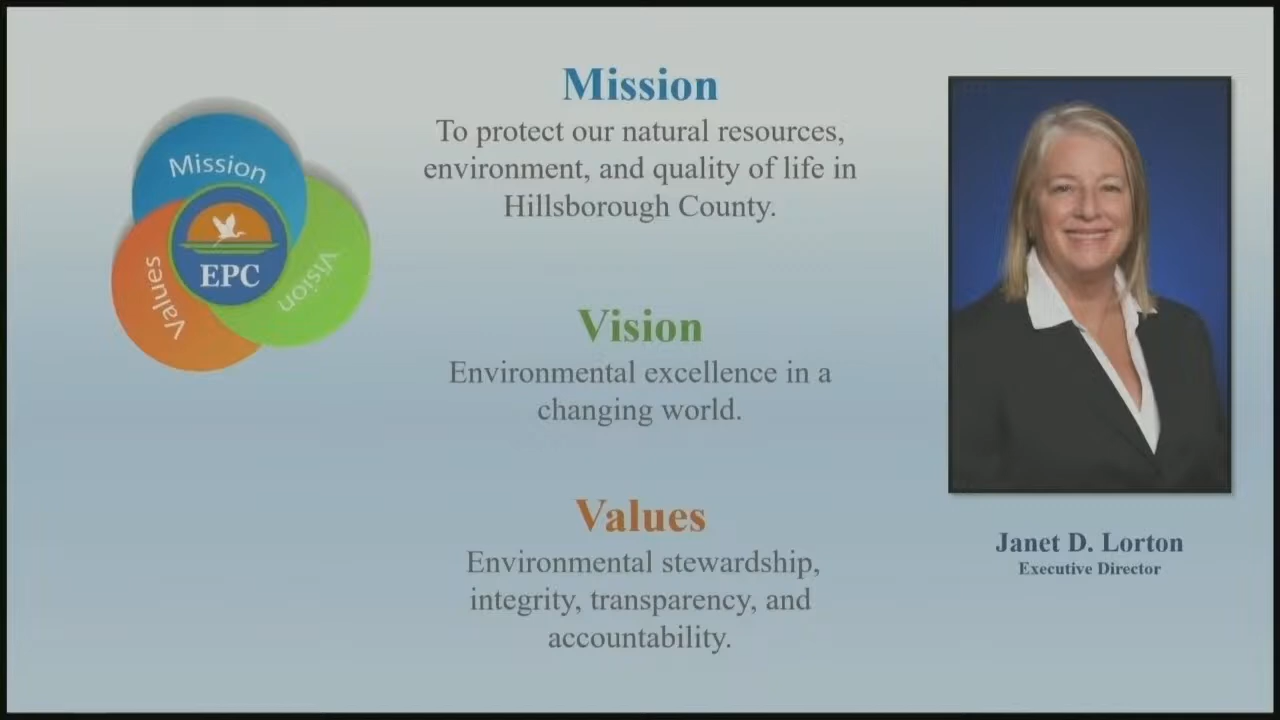 Mission
Values
Vision
EPC
Mission
To protect our natural resources,
environment, and quality of life in
Hillsborough County.
Vision
Environmental excellence in a
changing world.
Values
Environmental stewardship,
integrity, transparency, and
accountability.
Janet D. Lorton
Executive Director